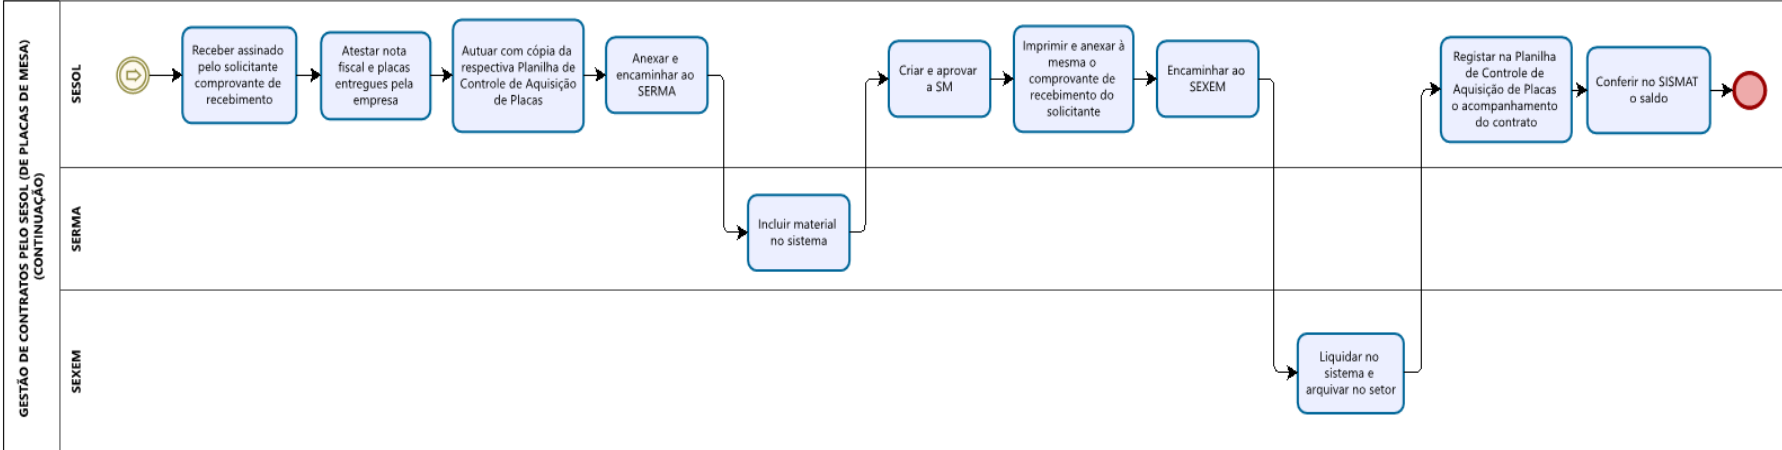 GESTÃO DE CONTRATOS PELO SESOL (DE PLACAS DE MESA)
(CONTINUAÇÃO)
SESOL
Receber assinado
pelo solicitante
comprovante de
recebimento
Atestar nota
fiscal e placas
entregues pela
empresa
Autuar com cópia da
respectiva Planilha de
Controle de Aquisição
de Placas
Anexar e
encaminhar ao
SERMA
Criar e aprovar
a SM
Imprimir e anexar à
mesma o
comprovante de
recebimento do
solicitante
Encaminhar ao
SEXEM
Registar na Planilha
de Controle de
Aquisição de Placas
o acompanhamento
do contrato
Conferir no SISMAT
o saldo
SERMA
Incluir material
no sistema
SEXEM
Liquidar no
sistema e
arquivar no setor